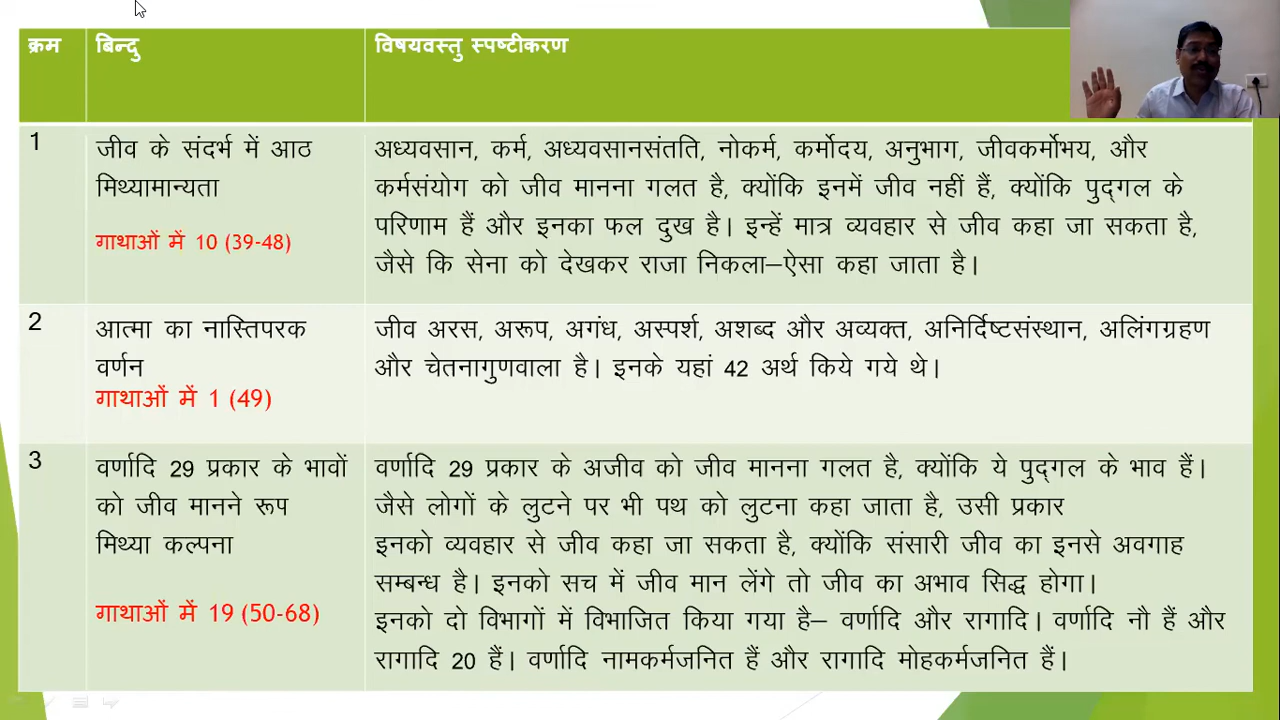 क्रम बिन्दु विषयवस्तु स्पष्टीकरण
1
जीव के संदर्भ में आठ
मिथ्यामान्यता
गाथाओं में 10 (39-48)
अध्यवसान, कर्म, अध्यवसानसंतति, नोकर्म, कर्मोदय, अनुभाग, जीवकर्मोभय, और
कर्मसंयोग को जीव मानना गलत है, क्योंकि इनमें जीव नहीं हैं, क्योंकि पुद्गल के
परिणाम हैं और इनका फल दुख है। इन्हें मात्र व्यवहार से जीव कहा जा सकता है,
जैसे कि सेना को देखकर राजा निकला–ऐसा कहा जाता है।
2
आत्मा का नास्तिपरक
वर्णन
गाथाओं में 1 (49)
जीव अरस, अरूप, अगंध, अस्पर्श, अशब्द और अव्यक्त, अनिर्दिष्टसंस्थान, अलिंगग्रहण
और चेतनागुणवाला है। इनके यहां 42 अर्थ किये गये थे।
3
वर्णादि 29 प्रकार के भावों
को जीव मानने रूप
मिथ्या कल्पना
गाथाओं में 19 (50-68)
वर्णादि 29 प्रकार के अजीव को जीव मानना गलत है, क्योंकि ये पुद्गल के भाव हैं।
जैसे लोगों के लुटने पर भी पथ को लुटना कहा जाता है, उसी प्रकार
इनको व्यवहार से जीव कहा जा सकता है, क्योंकि संसारी जीव का इनसे अवगाह
सम्बन्ध है। इनको सच में जीव मान लेंगे तो जीव का अभाव सिद्ध होगा।
इनको दो विभागों में विभाजित किया गया है– वर्णादि और रागादि। वर्णादि नौ हैं और
रागादि 20 हैं। वर्णादि नामकर्मजनित हैं और रागादि मोहकर्मजनित हैं।